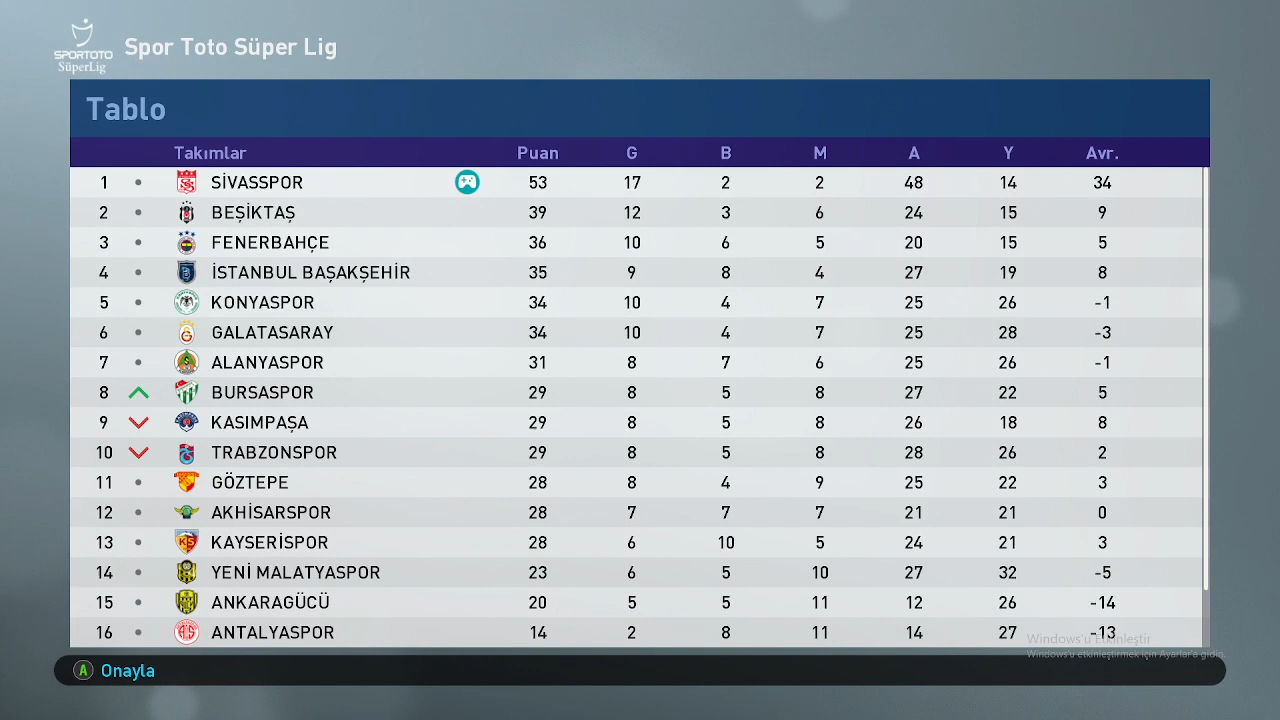 SPORTOTO
SüperLig
Spor Toto Süper Lig
Tablo
Takımlar Puan G B M A Y Avr.
1 SİVASSPOR 53 17 2 2 48 14 34
2 BEŞİKTAŞ 39 12 3 6 24 15 9
3 FENERBAHÇE 36 10 6 5 20 15 5
4 İSTANBUL BAŞAKŞEHİR 35 9 8 4 27 19 8
5 KONYASPOR 34 10 4 7 25 26 -1
6 GALATASARAY 34 10 4 7 25 28 -3
7 ALANYASPOR 31 8 7 6 25 26 -1
8 BURSASPOR 29 8 5 8 27 22 5
9 KASIMPAŞA 29 8 5 8 26 18 8
10 TRABZONSPOR 29 8 5 8 28 26 2
11 GÖZTEPE 28 8 4 9 25 22 3
12 AKHİSARSPOR 28 7 7 7 21 21 0
13 KAYSERİSPOR 28 6 10 5 24 21 3
14 YENİ MALATYASPOR 23 6 5 10 27 32 -5
15 ANKARAGÜCÜ 20 5 5 11 12 26 -14
16 ANTALYASPOR 14 2 8 11 14 27 -13
Windows'u Etkinleştir
Windows'u etkinleştirmek için Ayarlar'a gidin.
A Onayla